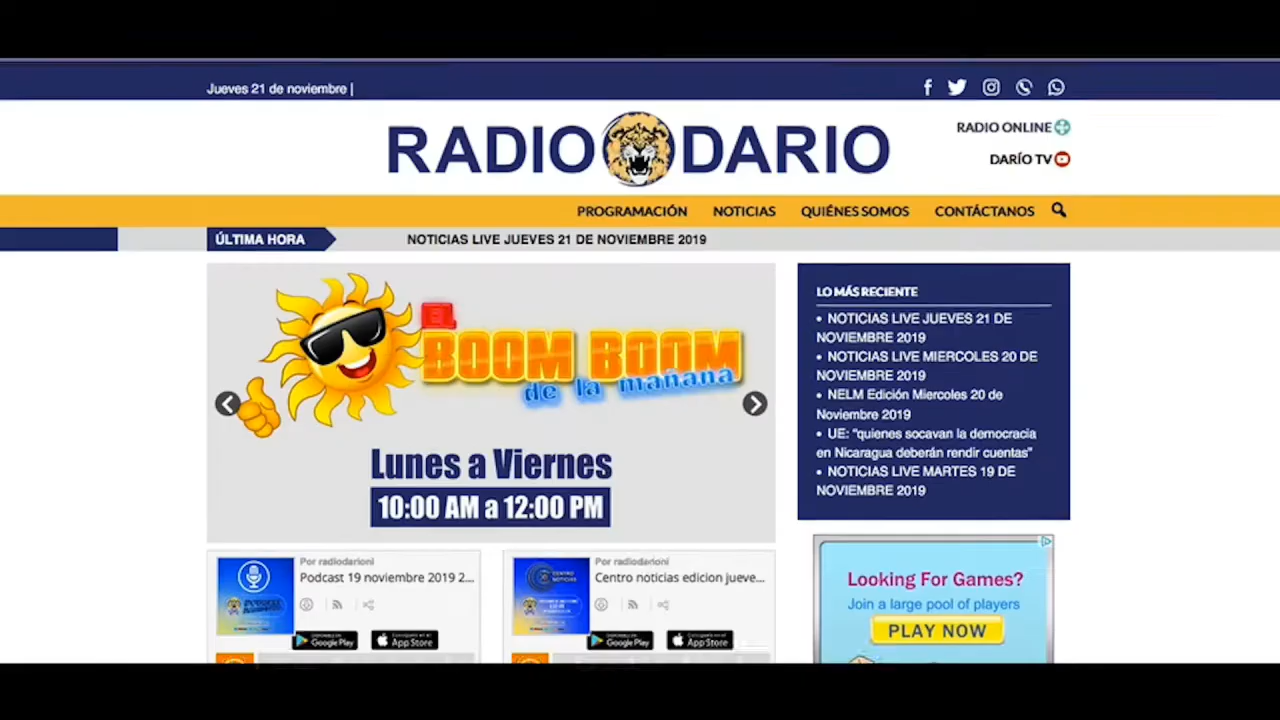 Jueves 21 de noviembre |
RADIO DARIO
RADIO ONLINE
DARÍO TV
PROGRAMACIÓN NOTICIAS QUIÉNES SOMOS CONTÁCTANOS
ÚLTIMA HORA NOTICIAS LIVE JUEVES 21 DE NOVIEMBRE 2019
EL
BOOM BOOM
de la mañana
Lunes a Viernes
10:00 AM a 12:00 PM
LO MÁS RECIENTE
• NOTICIAS LIVE JUEVES 21 DE
NOVIEMBRE 2019
• NOTICIAS LIVE MIERCOLES 20 DE
NOVIEMBRE 2019
• NELM Edición Miercoles 20 de
Noviembre 2019
• UE: “quienes socavan la democracia
en Nicaragua deberán rendir cuentas”
• NOTICIAS LIVE MARTES 19 DE
NOVIEMBRE 2019
Por radiodarioni
Podcast 19 noviembre 2019 2...
Google Play
App Store
Por radiodarioni
Centro noticias edicion jueve...
CENTRO
NOTICIAS
Google Play
App Store
Looking For Games?
Join a large pool of players
PLAY NOW